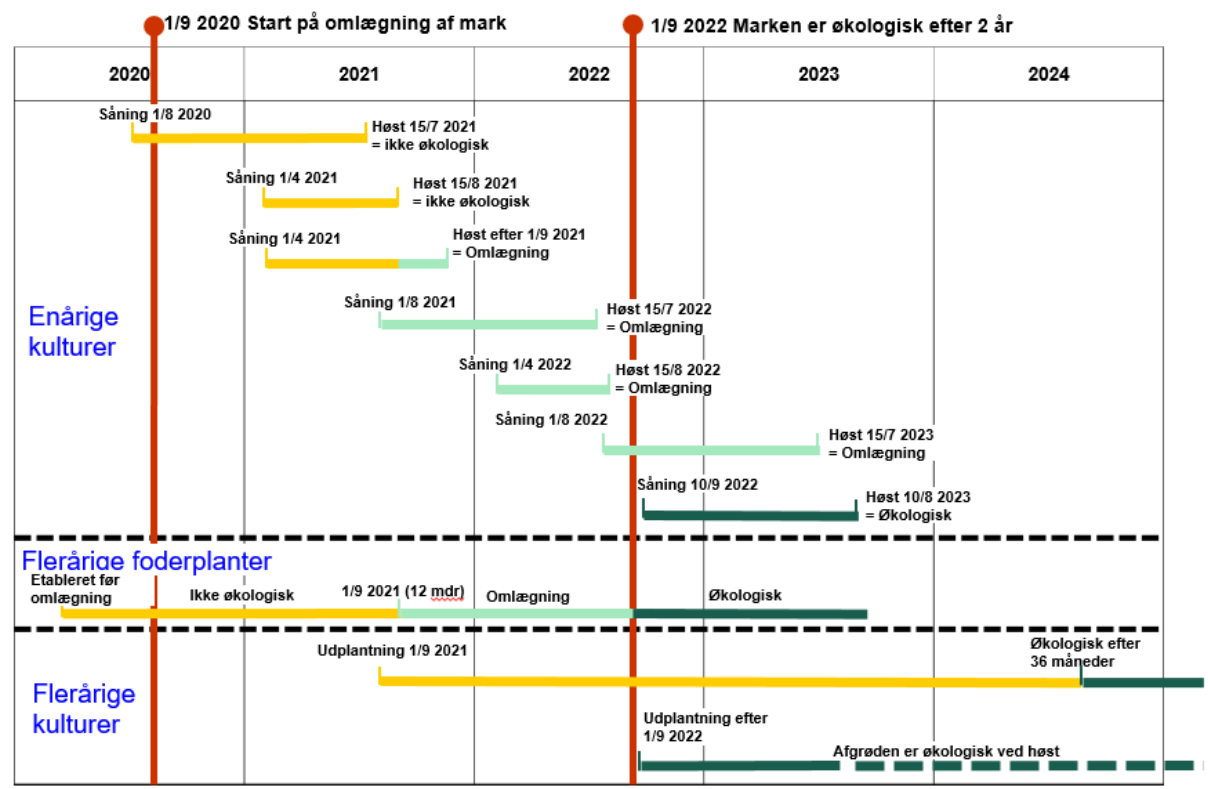 1/9 2020 Start på omlægning af mark
1/9 2022 Marken er økologisk efter 2 år
2020
2021
2022
2023
2024
Såning 1/8 2020
Høst 15/7 2021
= ikke økologisk
Såning 1/4 2021
Høst 15/8 2021
= ikke økologisk
Såning 1/4 2021
Høst efter 1/9 2021
= Omlægning
Enårige
kulturer
Såning 1/8 2021
Høst 15/7 2022
= Omlægning
Såning 1/4 2022
Høst 15/8 2022
= Omlægning
Såning 1/8 2022
Høst 15/7 2023
= Omlægning
Såning 10/9 2022
Høst 10/8 2023
= Økologisk
Flerårige foderplanter
Etableret før
omlægning
Ikke økologisk
1/9 2021 (12 mdr)
Omlægning
Økologisk
Flerårige
kulturer
Udplantning 1/9 2021
Økologisk efter
36 måneder
Udplantning efter
1/9 2022
Afgrøden er økologisk ved høst